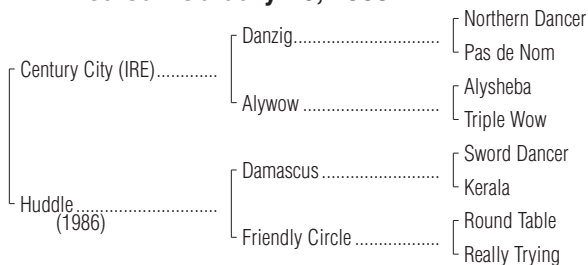 Northern Dancer
Danzig
Pas de Nom
Century City (IRE)
Alysheba
Alywow
Triple Wow
Sword Dancer
Damascus
Kerala
Huddle
(1986)
Round Table
Friendly Circle
Really Trying